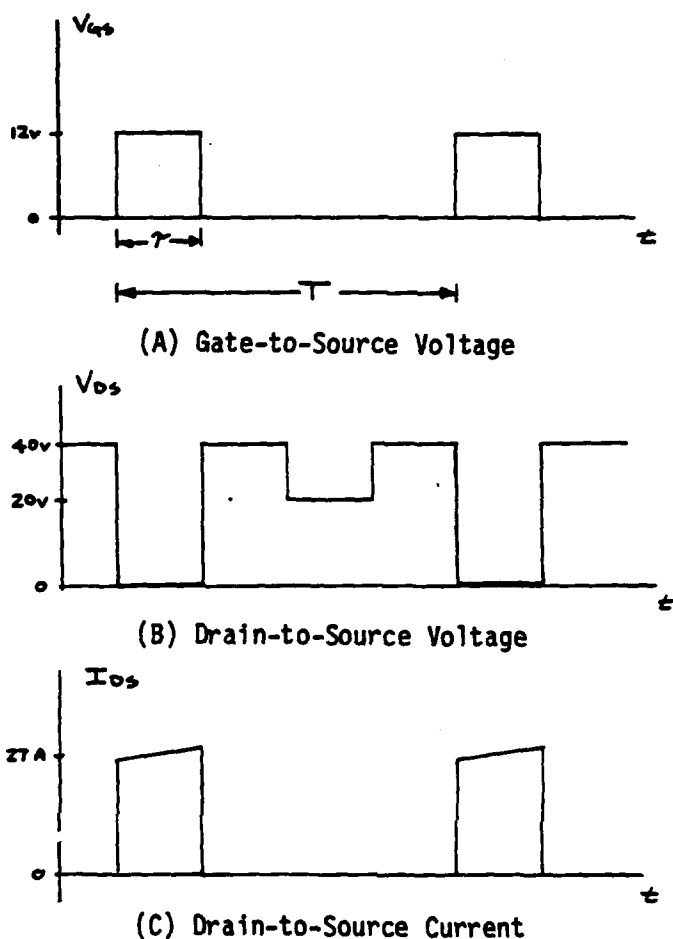 VGS
12v
0
τ
t
T
(A) Gate-to-Source Voltage
VDS
40v
20v
0
t
(B) Drain-to-Source Voltage
IDS
27A
0
t
(C) Drain-to-Source Current